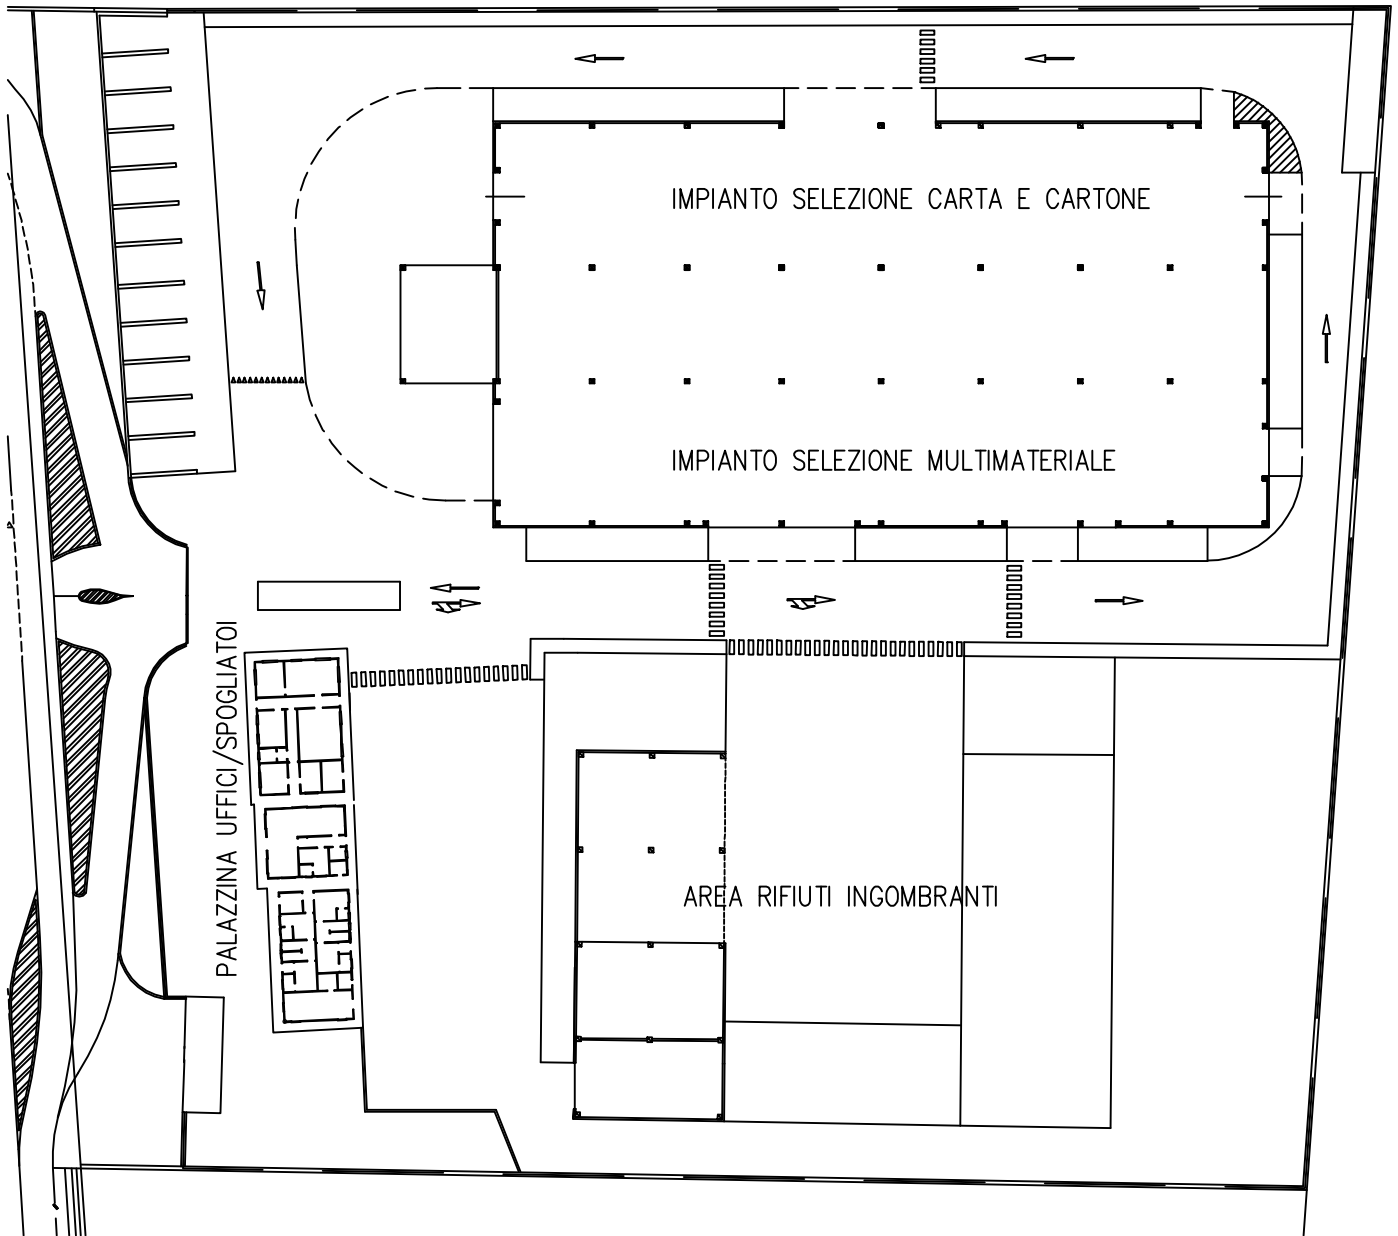 IMPIANTO SELEZIONE CARTA E CARTONE
IMPIANTO SELEZIONE MULTIMATERIALE
PALAZZINA UFFICI/SPOGLIATOI
AREA RIFIUTI INGOMBRANTI